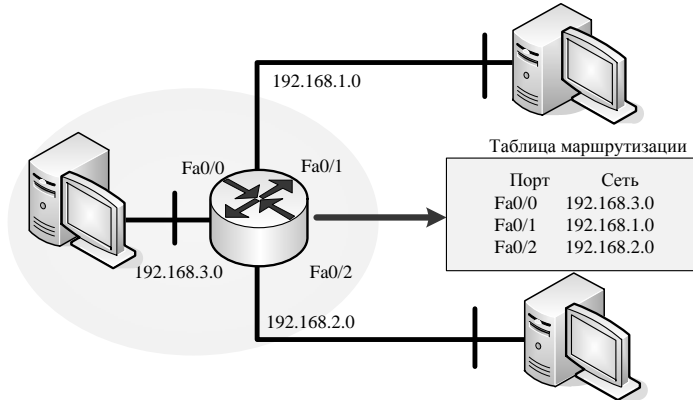 192.168.1.0
Fa0/0
Fa0/1
192.168.3.0
Fa0/2
192.168.2.0
Таблица маршрутизации
Порт Сеть
Fa0/0 192.168.3.0
Fa0/1 192.168.1.0
Fa0/2 192.168.2.0